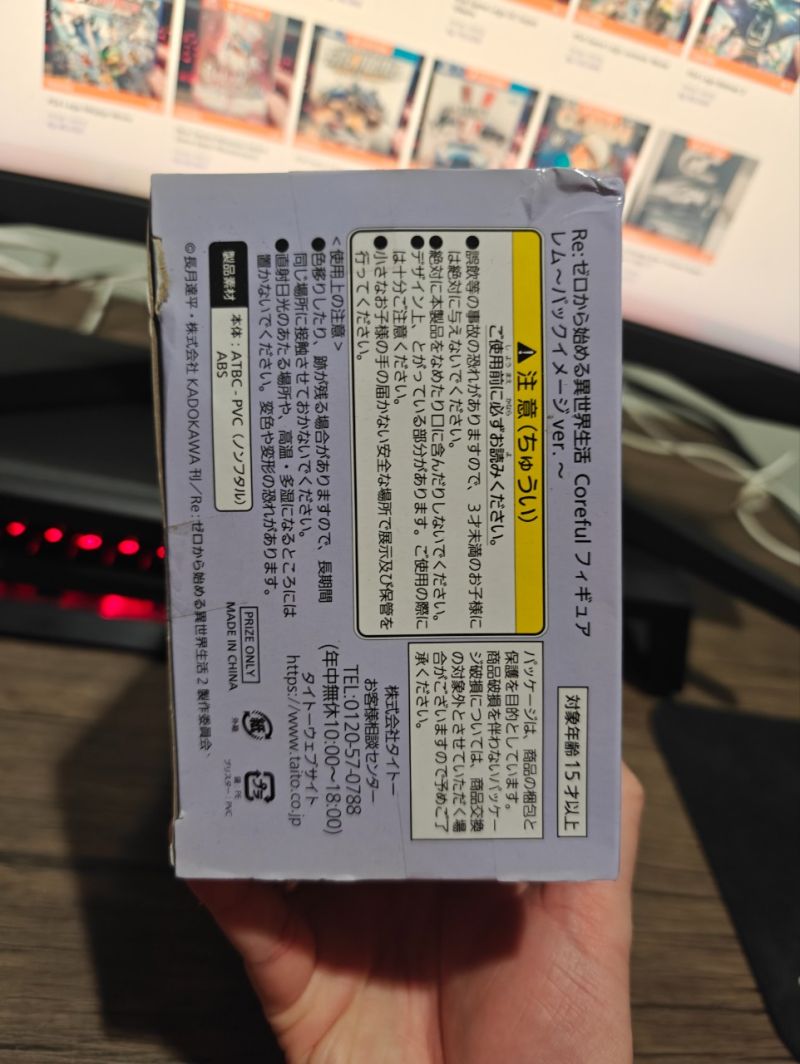 Re:ゼロから始める異世界生活 Coreful フィギュア
レム～バックイメージver.～
対象年齢15才以上
注意(ちゅうい)
ご使用前に必ずお読みください。
しようまえ かなら よ
●誤飲等の事故の恐れがありますので、3才未満のお子様に
は絶対に与えないでください。
●絶対に本製品をなめたり口に含んだりしないでください。
●デザイン上、とがっている部分があります。ご使用の際に
は十分ご注意ください。
●小さなお子様の手の届かない安全な場所で展示及び保管を
行ってください。
パッケージは、商品の梱包と
保護を目的としています。
商品破損を伴わないパッケー
ジ破損については、商品交換
の対象外とさせていただく場
合がございますので予めご了
承ください。
<使用上の注意>
●色移りしたり、跡が残る場合がありますので、長期間
同じ場所に接触させておかないでください。
●直射日光のあたる場所や、高温・多湿になるところには
置かないでください。変色や変形の恐れがあります。
株式会社タイトー
お客様相談センター
TEL:0120-57-0788
(年中無休10:00～18:00)
タイトーウェブサイト
https://www.taito.co.jp
製品素材
本体：ATBC-PVC(ノンフタル)
ABS
PRIZE ONLY
MADE IN CHINA
紙
外箱
プラ
袋：PE
ブリスター：PVC
©長月達平・株式会社KADOKAWA刊／Re:ゼロから始める異世界生活2製作委員会